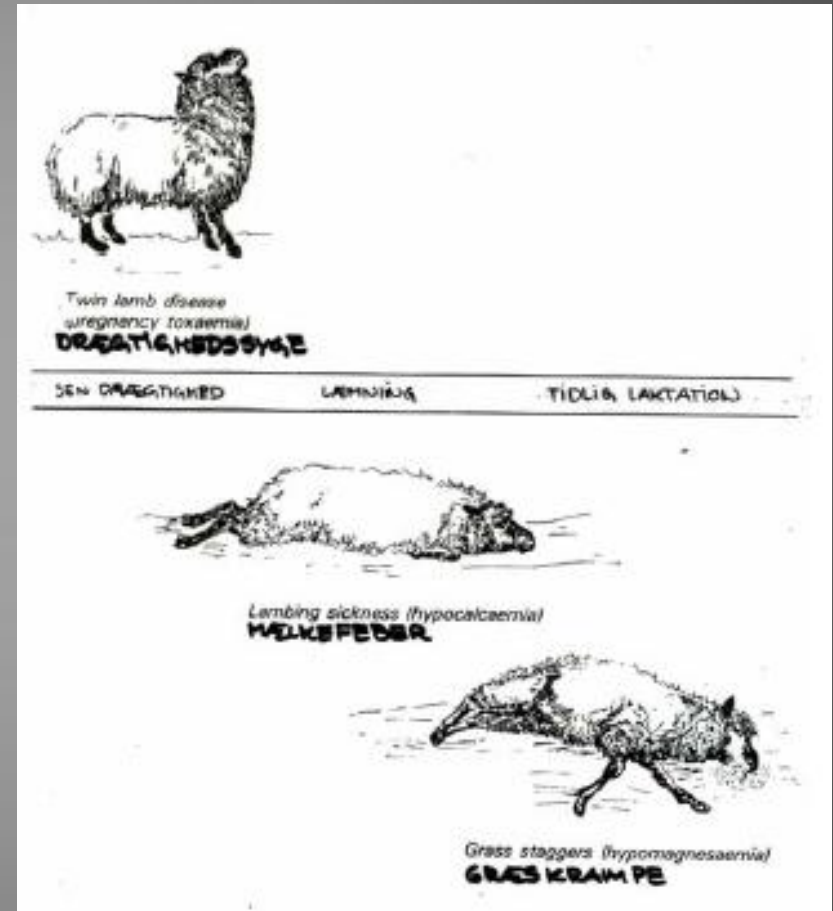 Twin lamb disease
(pregnancy toxaemia)
DRÆGTIGHEDSSYGE
SEN DRÆGTIGHED LÆMNING TIDLIG LAKTATION
Lambing sickness (hypocalcaemia)
MÆLKEFEBER
Grass staggers (hypomagnesaemia)
GRÆSKRAMPE